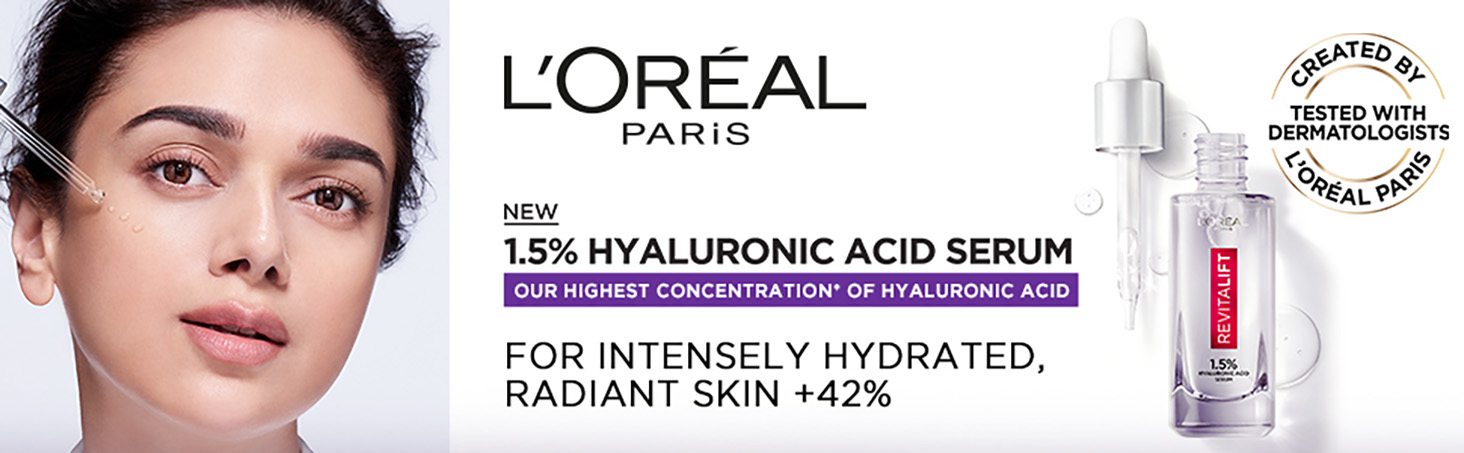 L'ORÉAL
PARiS
NEW
1.5% HYALURONIC ACID SERUM
OUR HIGHEST CONCENTRATION* OF HYALURONIC ACID
FOR INTENSELY HYDRATED,
RADIANT SKIN +42%
L'ORÉAL
PARIS
REVITALIFT
1.5%
HYALURONIC ACID
SERUM
CREATED BY
TESTED WITH
DERMATOLOGISTS
L'ORÉAL PARIS